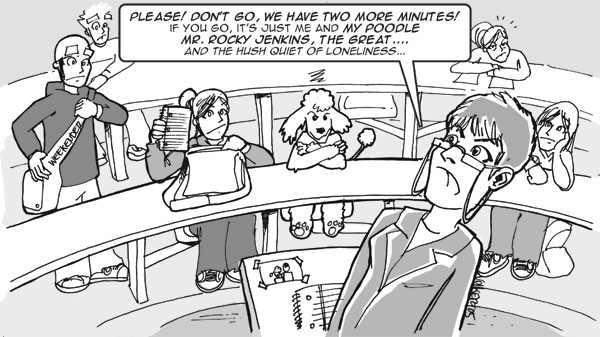 PLEASE! DON'T GO, WE HAVE TWO MORE MINUTES!
IF YOU GO, IT'S JUST ME AND MY POODLE
MR. ROCKY JENKINS, THE GREAT....
AND THE HUSH QUIET OF LONELINESS...
WEEKENDER